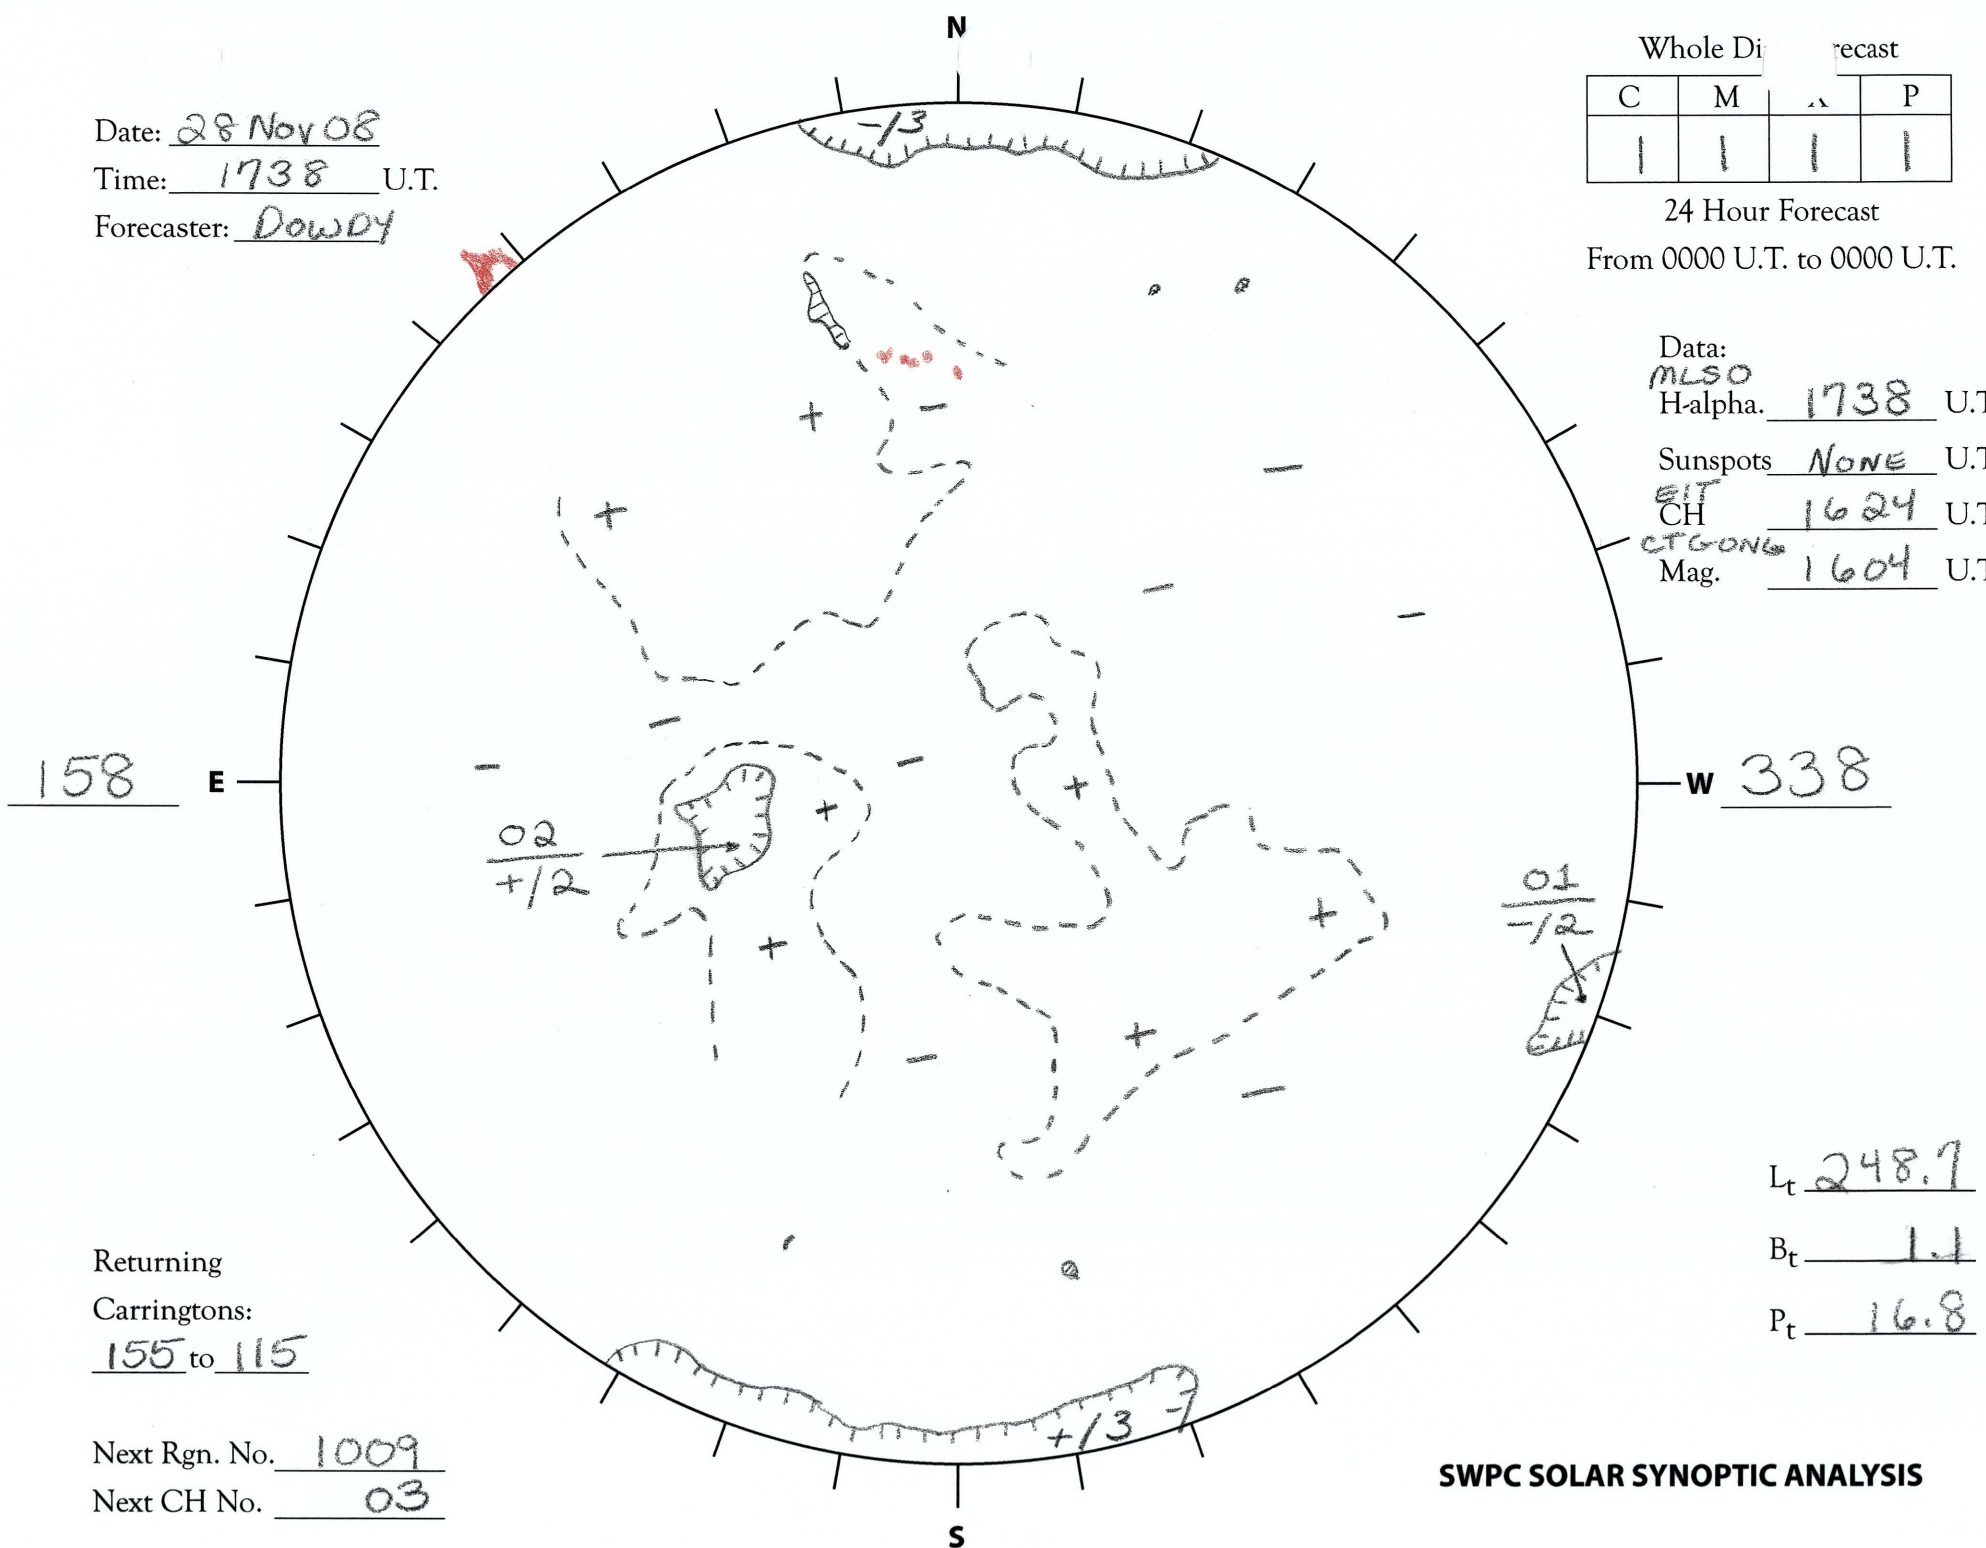 N
Whole Di recast
C M P
1 1 1 1
24 Hour Forecast
From 0000 U.T. to 0000 U.T.
Date: 28 Nov 08
Time: 1738 U.T.
Forecaster: DOWDY
-/3
Data:
MLSO
H-alpha. 1738 U.T
Sunspots NONE U.T
EIT
CH 1624 U.T
CTGONG
Mag. 1604 U.T
+ -
+ -
- -
-
158 E - - + W 338
+
02
+/2
01
-/2
+
+
- +
-
Lt 248.7
Bt 1.1
Pt 16.8
Returning
Carringtons:
155 to 115
+/3
Next Rgn. No. 1009
Next CH No. 03
SWPC SOLAR SYNOPTIC ANALYSIS
S